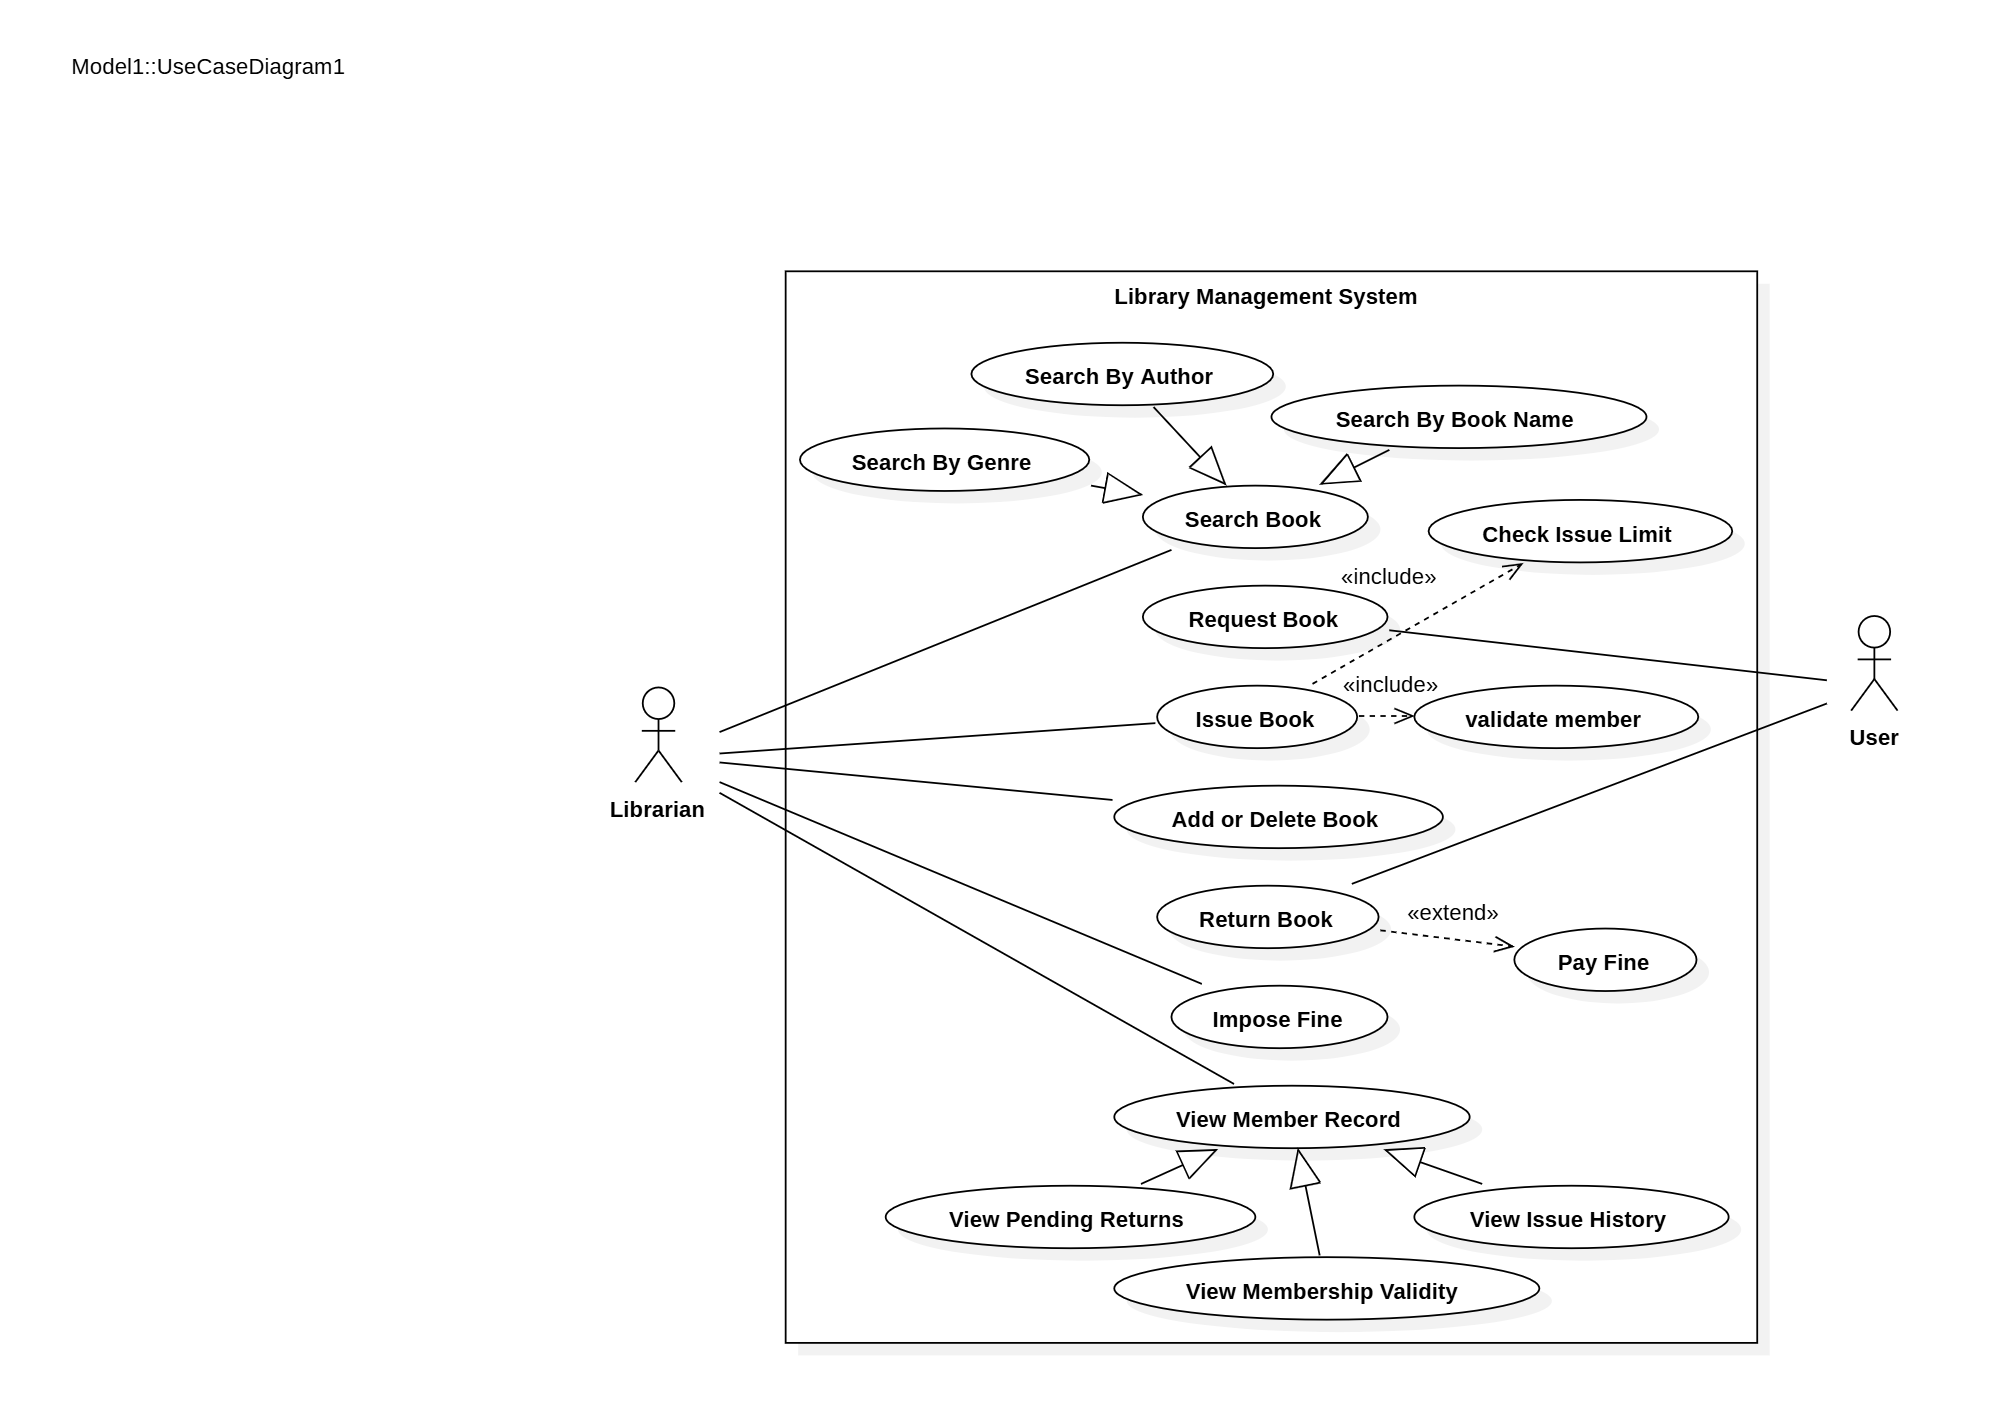 Model1::UseCaseDiagram1
Library Management System
Search By Author
Search By Book Name
Search By Genre
Search Book
Check Issue Limit
«include»
Request Book
«include»
Issue Book
validate member
User
Librarian
Add or Delete Book
Return Book
«extend»
Pay Fine
Impose Fine
View Member Record
View Pending Returns
View Issue History
View Membership Validity